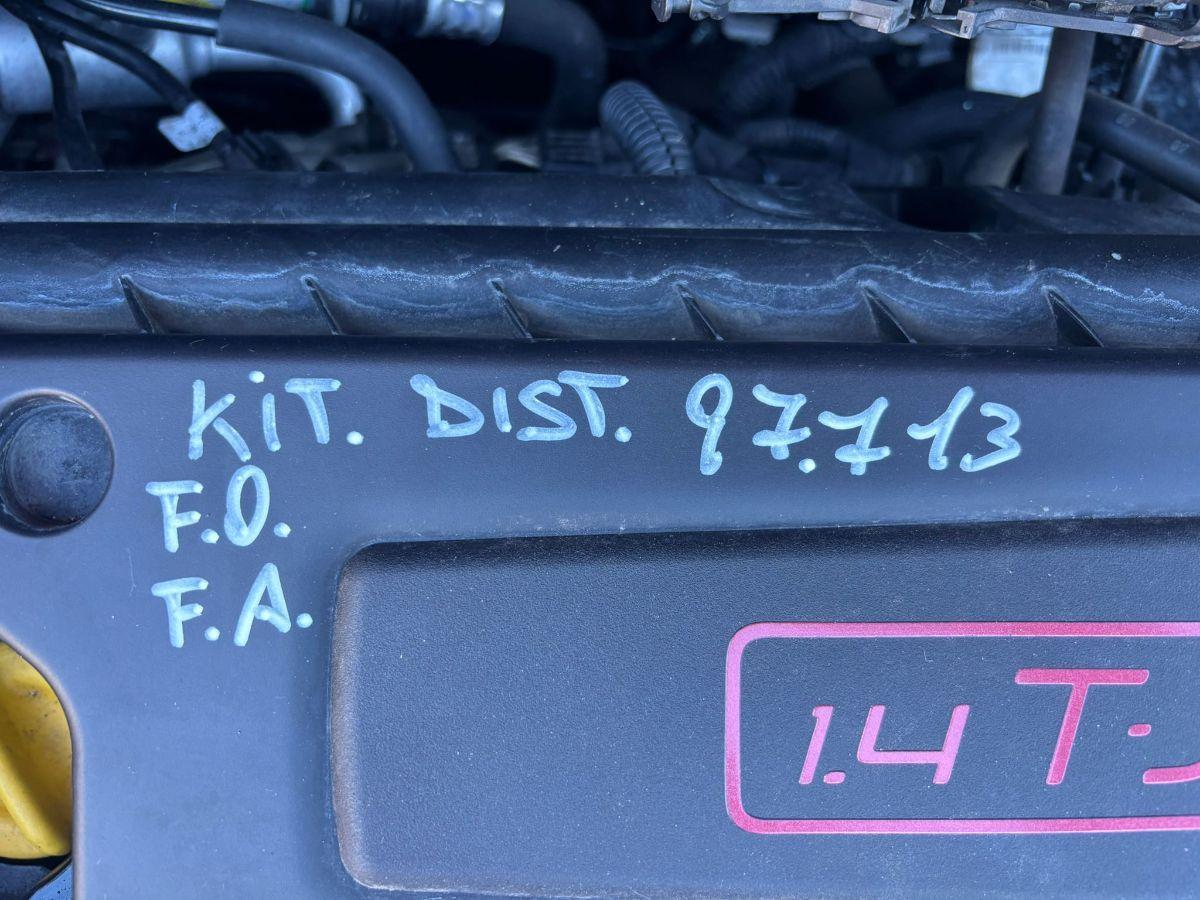 KiT. DIST. 97.713
F.O.
F.A.
1.4 T-